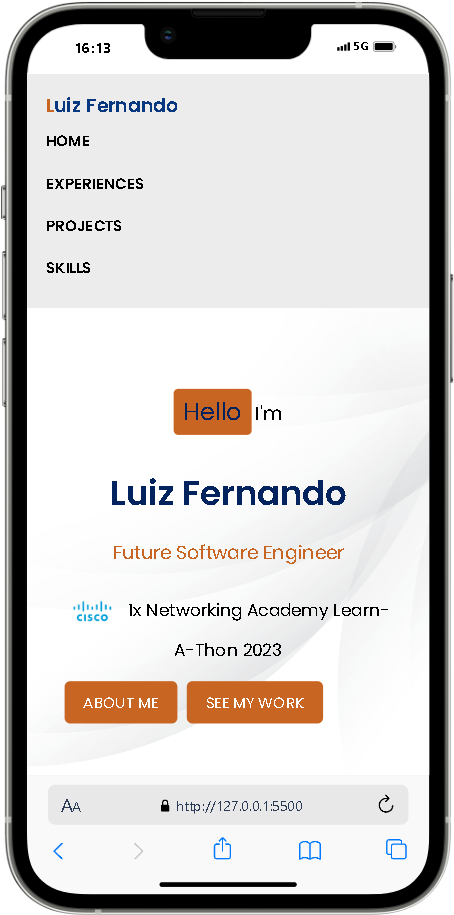 16:13
5G
Luiz Fernando
HOME
EXPERIENCES
PROJECTS
SKILLS
Hello I'm
Luiz Fernando
Future Software Engineer
CISCO 1x Networking Academy Learn-
A-Thon 2023
ABOUT ME SEE MY WORK
AA http://127.0.0.1:5500